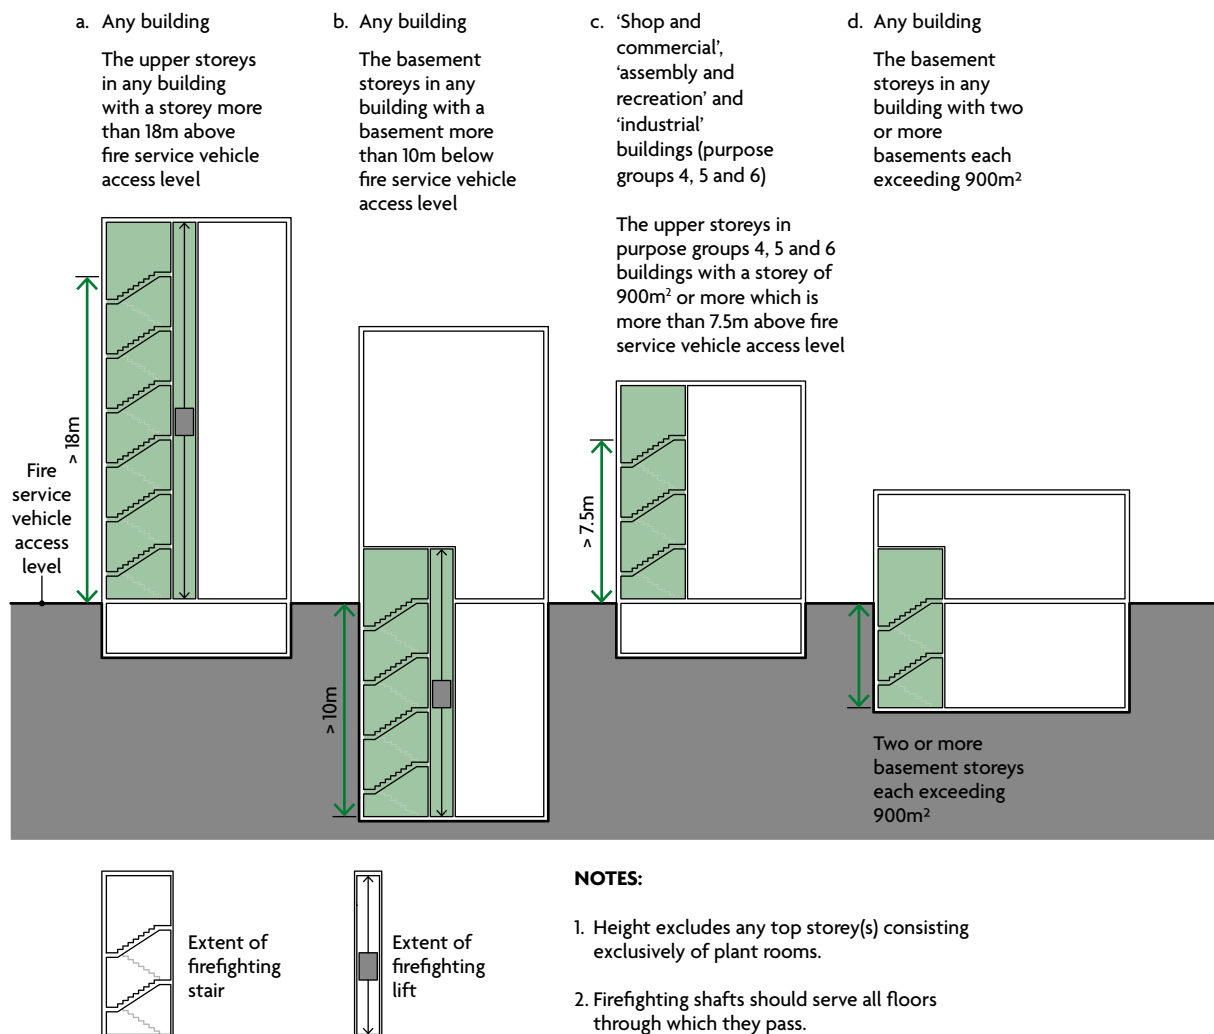 a. Any building
The upper storeys
in any building
with a storey more
than 18m above
fire service vehicle
access level
b. Any building
The basement
storeys in any
building with a
basement more
than 10m below
fire service vehicle
access level
c. ‘Shop and
commercial’,
‘assembly and
recreation’ and
‘industrial’
buildings (purpose
groups 4, 5 and 6)
The upper storeys in
purpose groups 4, 5 and 6
buildings with a storey of
900m² or more which is
more than 7.5m above fire
service vehicle access level
d. Any building
The basement
storeys in any
building with two
or more
basements each
exceeding 900m²
Fire
service
vehicle
access
level
> 18m
> 10m
> 7.5m
Two or more
basement storeys
each exceeding
900m²
Extent of
firefighting
stair
Extent of
firefighting
lift
NOTES:
1. Height excludes any top storey(s) consisting
exclusively of plant rooms.
2. Firefighting shafts should serve all floors
through which they pass.